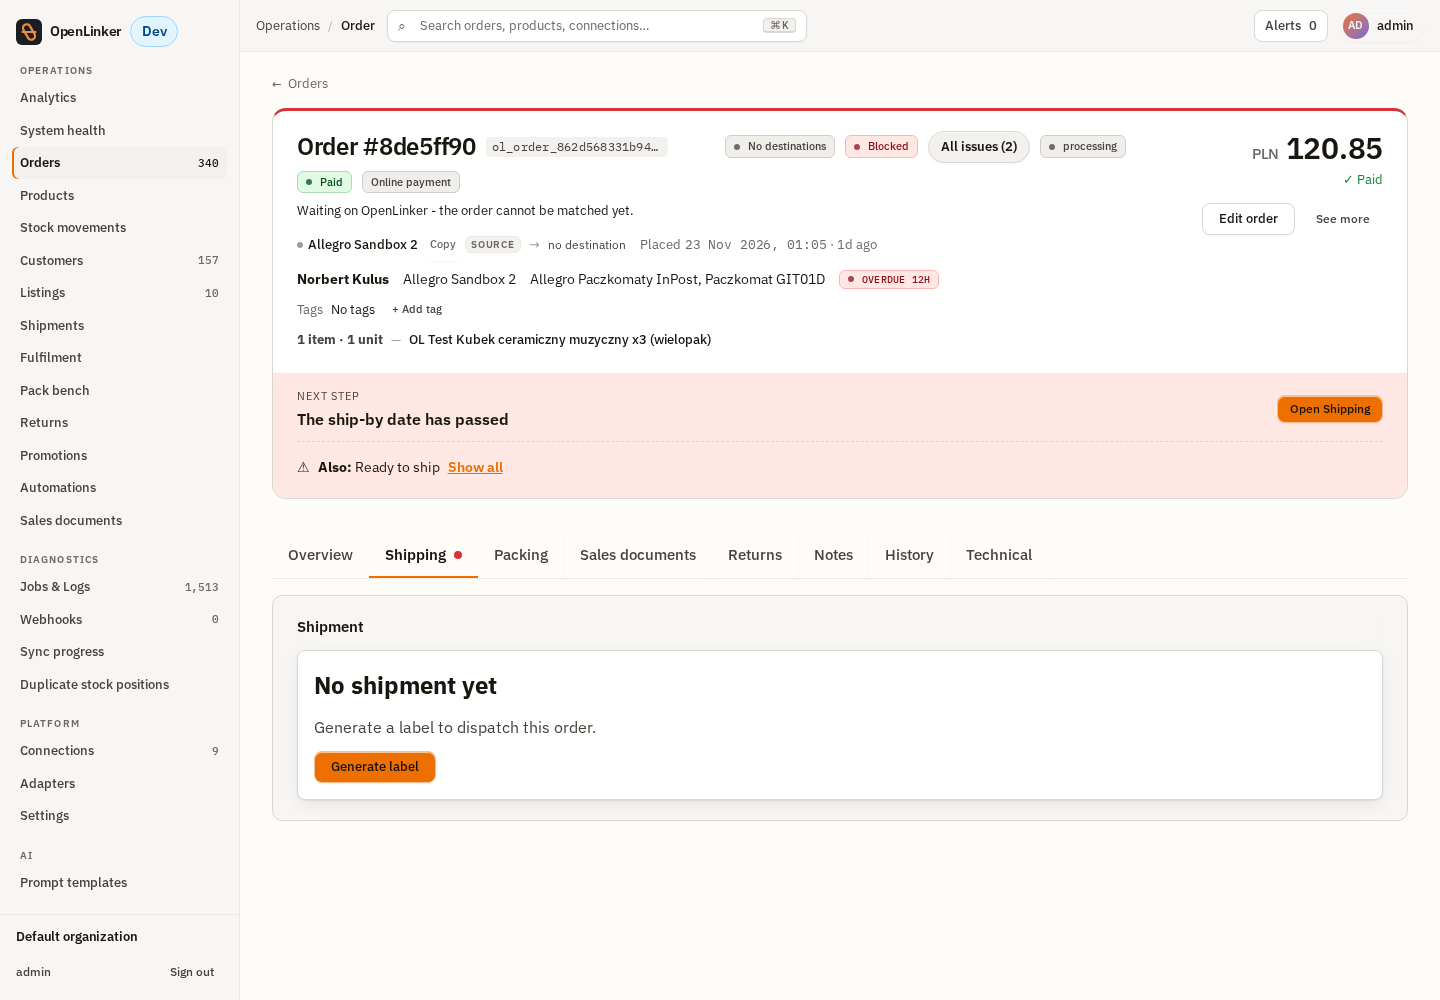 OpenLinker Dev
OPERATIONS
Analytics
System health
Orders 340
Products
Stock movements
Customers 157
Listings 10
Shipments
Fulfilment
Pack bench
Returns
Promotions
Automations
Sales documents
DIAGNOSTICS
Jobs & Logs 1,513
Webhooks 0
Sync progress
Duplicate stock positions
PLATFORM
Connections 9
Adapters
Settings
AI
Prompt templates
Default organization
admin Sign out
Operations / Order Search orders, products, connections... ⌘K Alerts 0 AD admin
← Orders
Order #8de5ff90 ol_order_862d568331b94… No destinations Blocked All issues (2) processing
Paid Online payment
PLN 120.85
✓ Paid
Waiting on OpenLinker - the order cannot be matched yet.
Edit order See more
Allegro Sandbox 2 Copy SOURCE → no destination Placed 23 Nov 2026, 01:05 · 1d ago
Norbert Kulus Allegro Sandbox 2 Allegro Paczkomaty InPost, Paczkomat GIT01D OVERDUE 12H
Tags No tags + Add tag
1 item · 1 unit — OL Test Kubek ceramiczny muzyczny x3 (wielopak)
NEXT STEP
The ship-by date has passed
Open Shipping
⚠ Also: Ready to ship Show all
Overview Shipping Packing Sales documents Returns Notes History Technical
Shipment
No shipment yet
Generate a label to dispatch this order.
Generate label